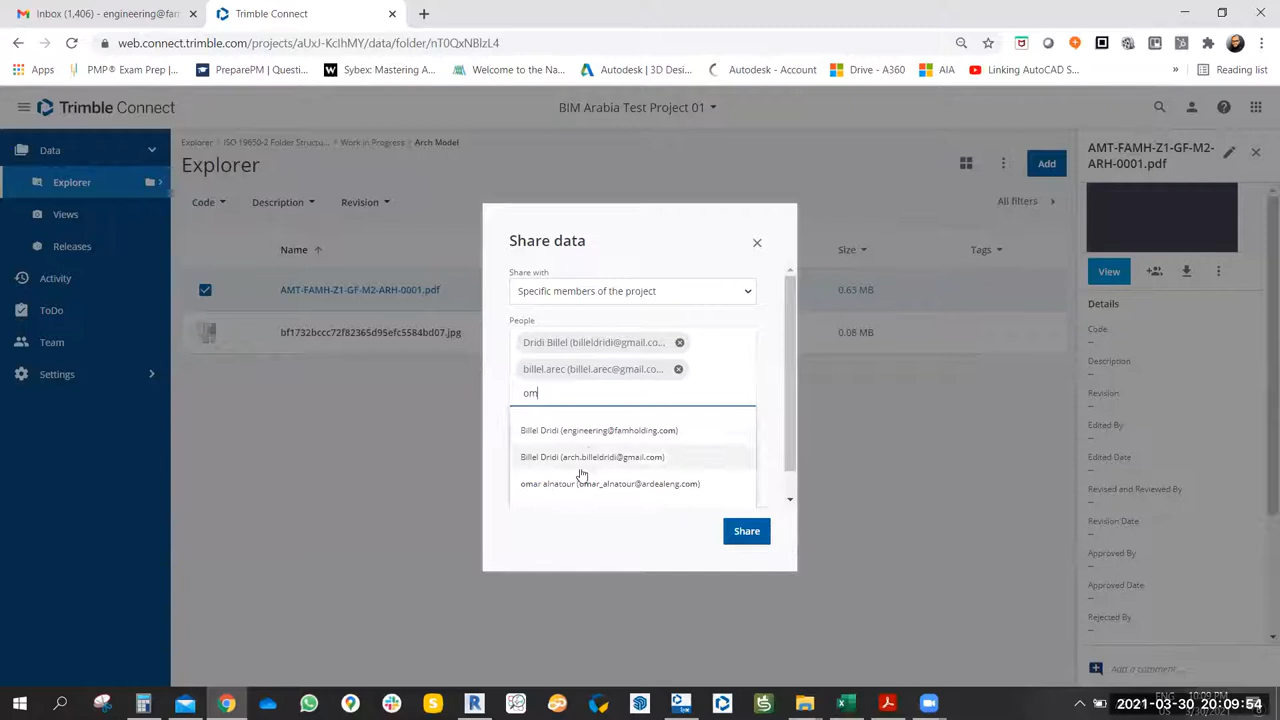 Inbox (1,406) - engineering@fam
Trimble Connect
web.connect.trimble.com/projects/aUxI-KcIhMY/data/folder/nT0QxNBlzL4
Apps
PMP® Exam Prep |...
PreparePM | Questi...
Sybex Mastering A...
Welcome to the Na...
Autodesk | 3D Desi...
Autodesk - Account
Drive - A360
AIA
Linking AutoCAD S...
»
Reading list
Trimble Connect
BIM Arabia Test Project 01
Data
Explorer
Views
Releases
Activity
ToDo
Team
Settings
Explorer
ISO 19650-2 Folder Structu...
Work in Progress
Arch Model
Explorer
Add
Code
Description
Revision
All filters
Name
Size
Tags
AMT-FAMH-Z1-GF-M2-ARH-0001.pdf
0.63 MB
bf1732bccc72f82365d95efc5584bd07.jpg
0.08 MB
Share data
Share with
Specific members of the project
People
Dridi Billel (billeldridi@gmail.co...
billel.arec (billel.arec@gmail.co...
om
Billel Dridi (engineering@famholding.com)
Billel Dridi (arch.billeldridi@gmail.com)
omar alnatour (omar_alnatour@ardealeng.com)
Share
AMT-FAMH-Z1-GF-M2-
ARH-0001.pdf
View
Details
Code
--
Description
--
Revision
--
Edited By
--
Edited Date
--
Revised and Reviewed By
--
Revision Date
--
Approved By
--
Approved Date
--
Rejected By
--
Add a comment...
ENG
10:09 PM
2021-03-30 20:09:54